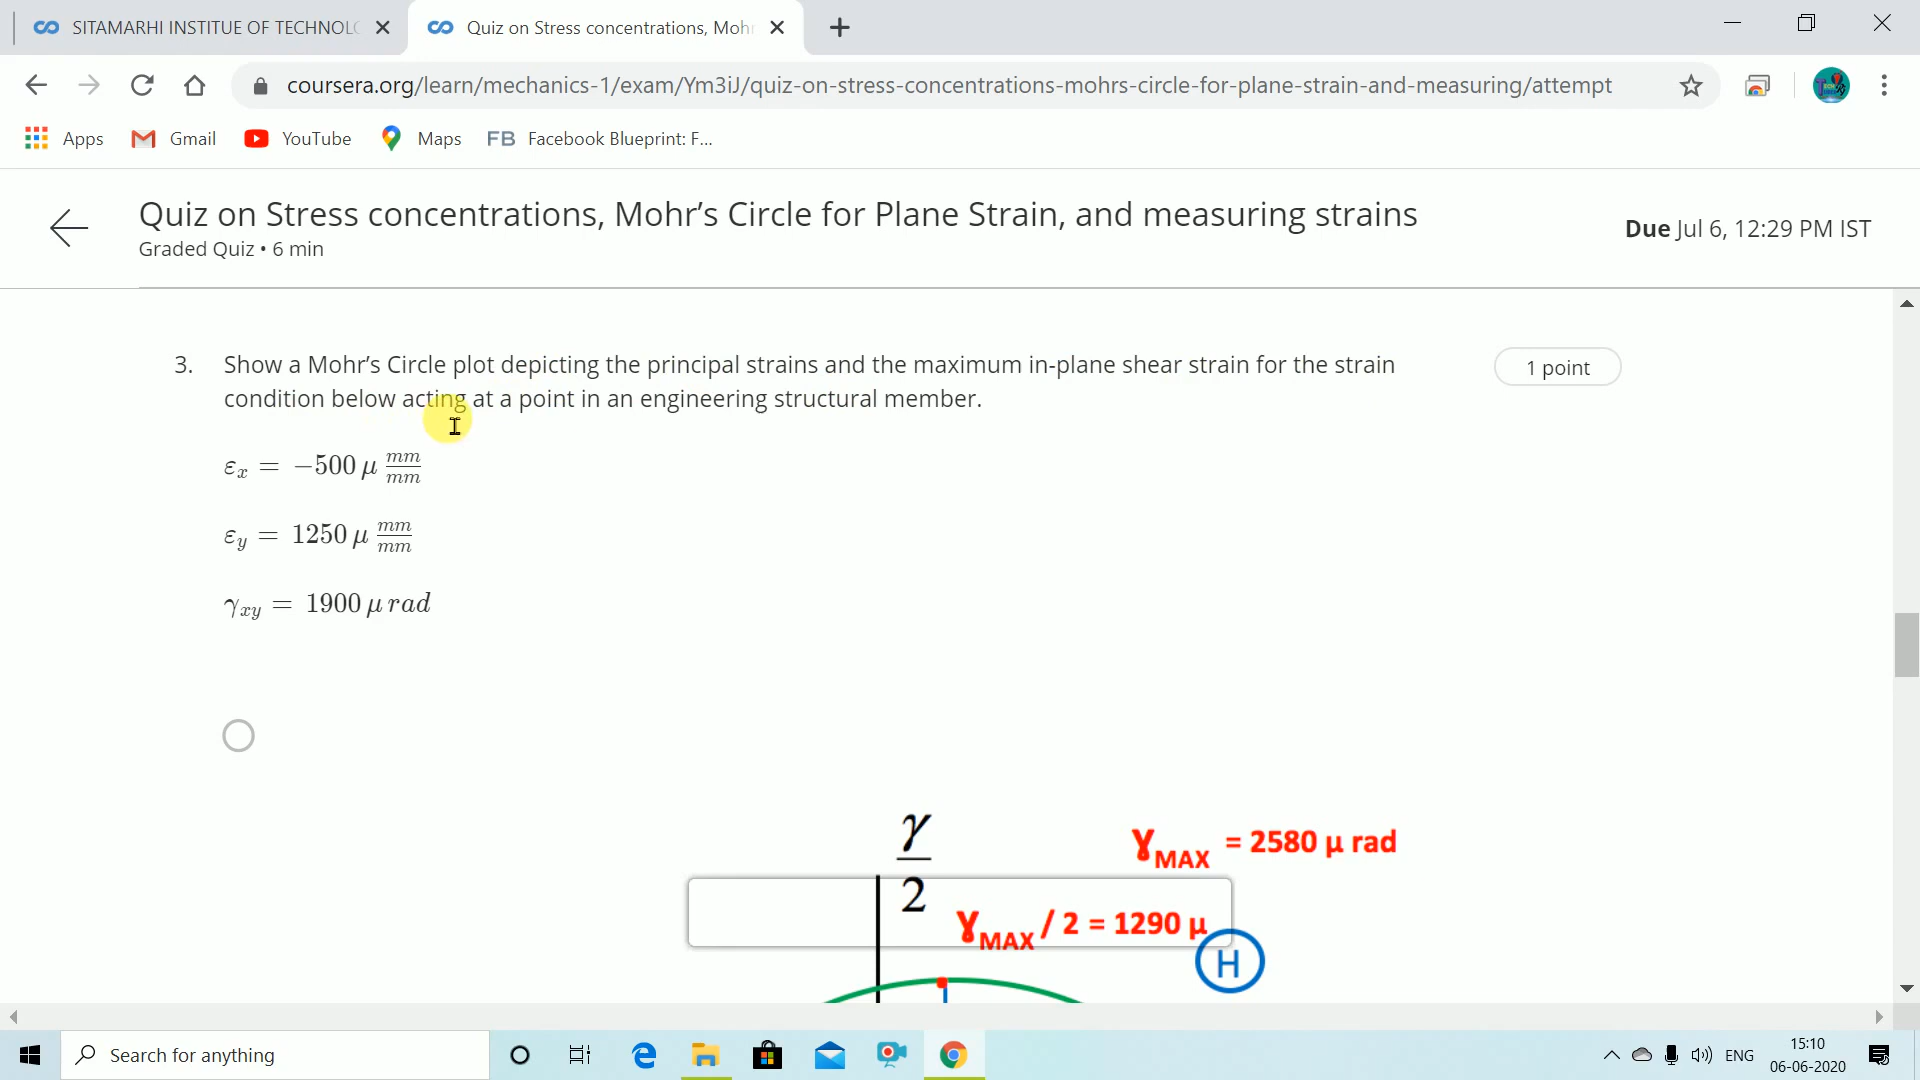 SITAMARHI INSTITUE OF TECHNOLO
Quiz on Stress concentrations, Moh
coursera.org/learn/mechanics-1/exam/Ym3iJ/quiz-on-stress-concentrations-mohrs-circle-for-plane-strain-and-measuring/attempt
Apps
Gmail
YouTube
Maps
FB Facebook Blueprint: F...
Quiz on Stress concentrations, Mohr's Circle for Plane Strain, and measuring strains
Graded Quiz • 6 min
Due Jul 6, 12:29 PM IST
3. Show a Mohr's Circle plot depicting the principal strains and the maximum in-plane shear strain for the strain
condition below acting at a point in an engineering structural member.
1 point
εx = −500 μ mm/mm
εy = 1250 μ mm/mm
γxy = 1900 μ rad
γ/2
ɣMAX = 2580 μ rad
ɣMAX / 2 = 1290 μ
H
Search for anything
ENG
15:10
06-06-2020